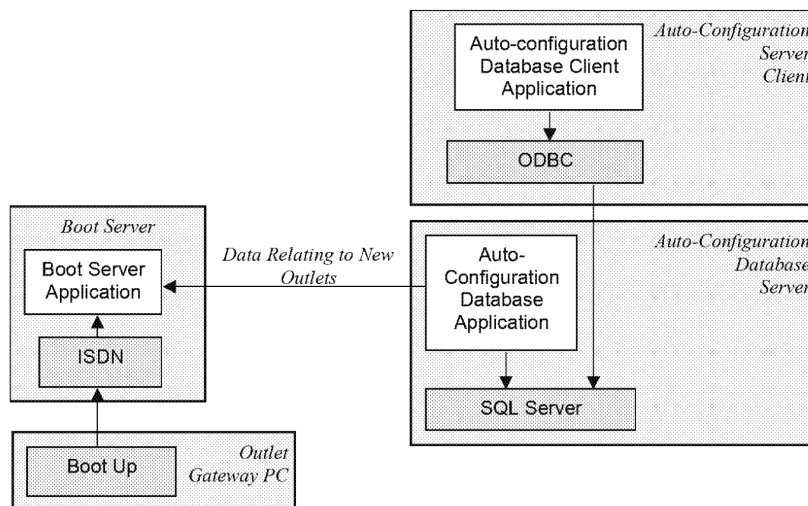 Auto-configuration
Database Client
Application
Auto-Configuration
Server
Client
ODBC
Boot Server
Boot Server
Application
ISDN
Data Relating to New
Outlets
Auto-
Configuration
Database
Application
Auto-Configuration
Database
Server
SQL Server
Boot Up
Outlet
Gateway PC